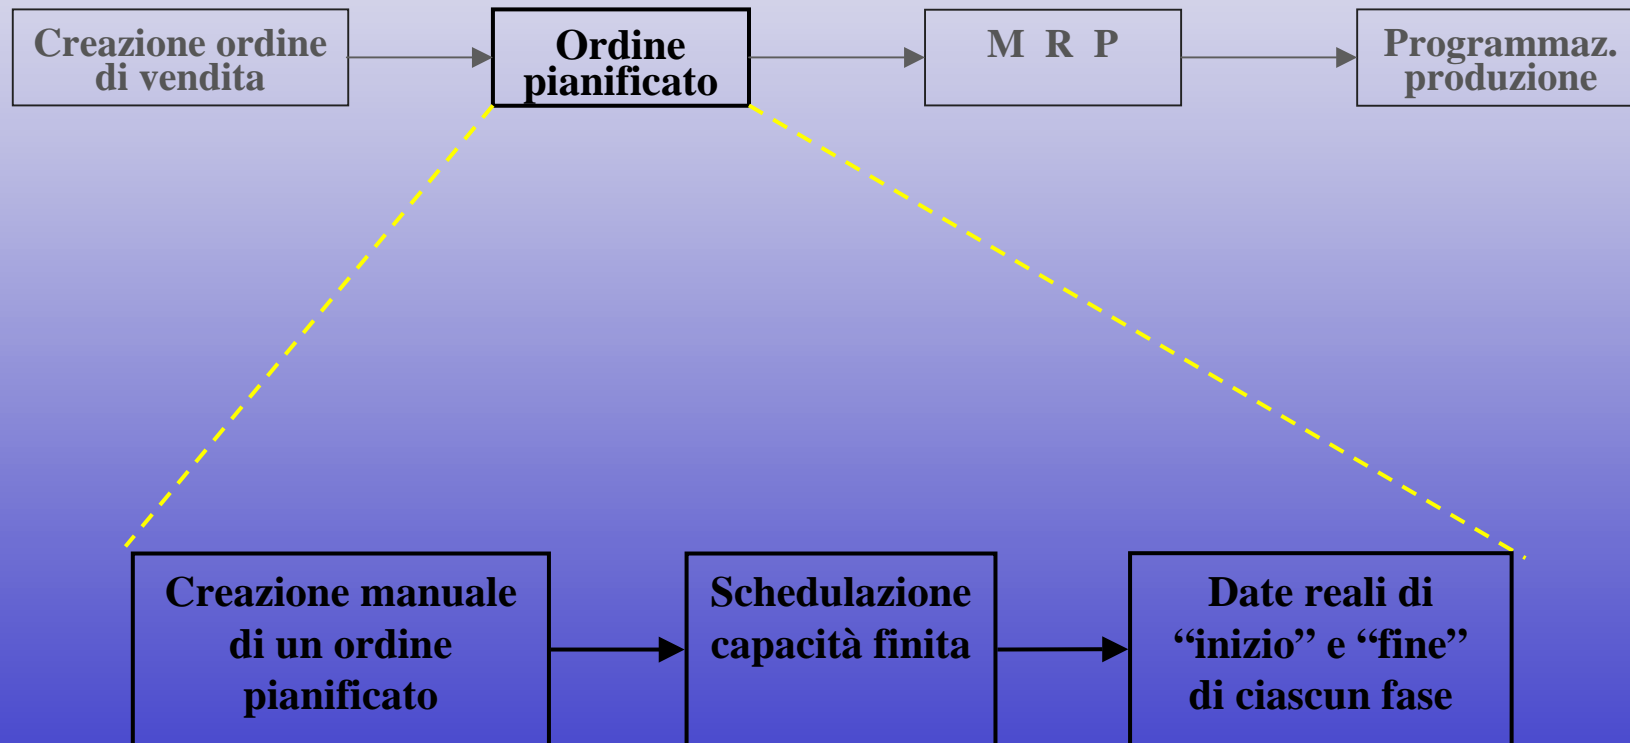 Creazione ordine
di vendita
Ordine
pianificato
M R P
Programmaz.
produzione
Creazione manuale
di un ordine
pianificato
Schedulazione
capacità finita
Date reali di
“inizio” e “fine”
di ciascun fase